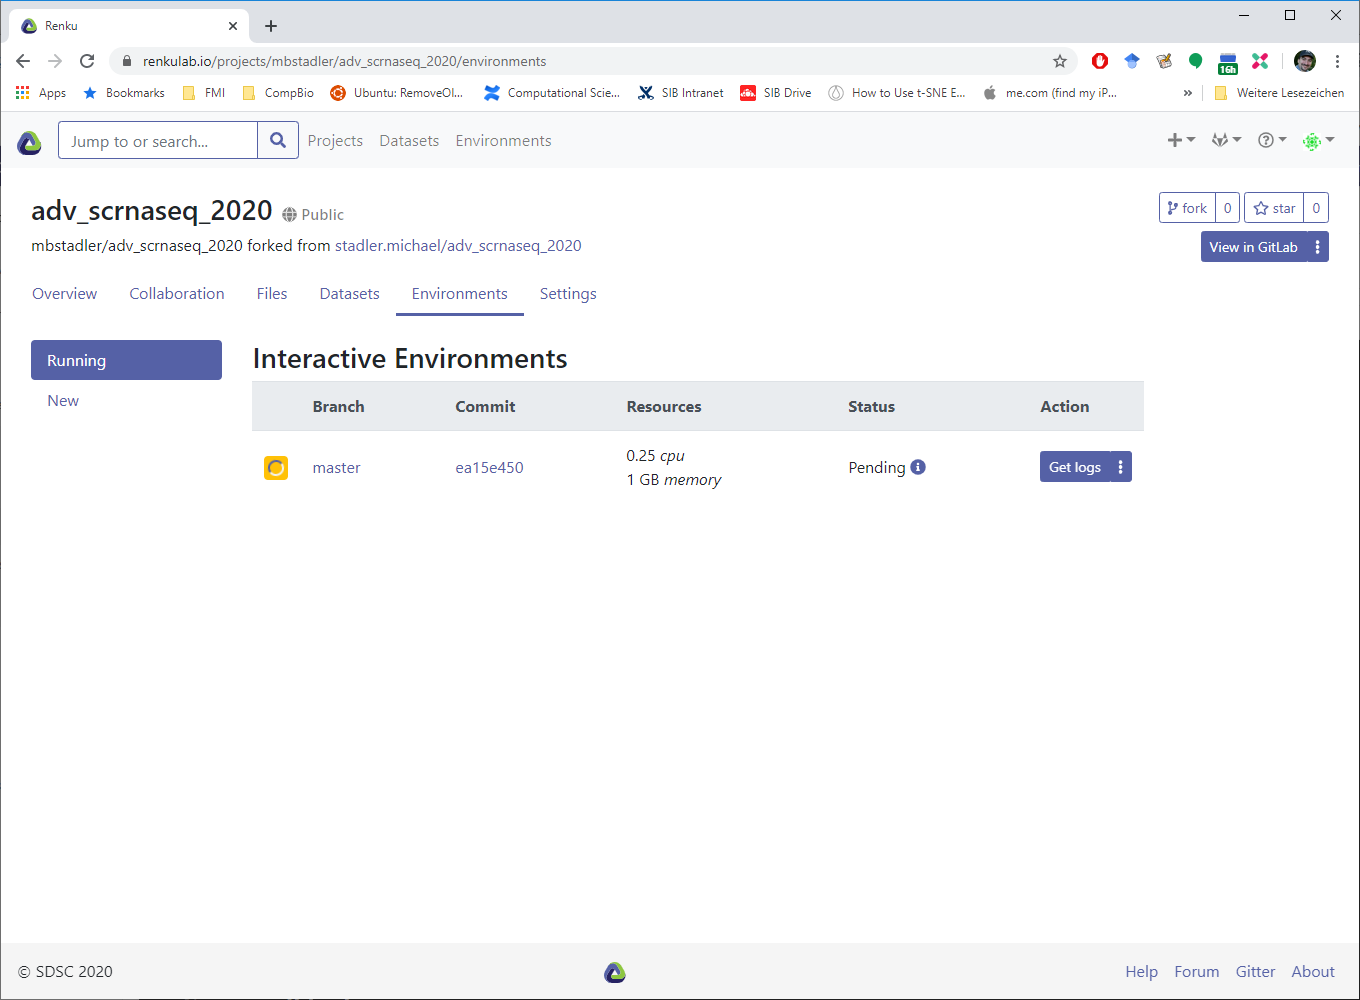 Renku
renkulab.io/projects/mbstadler/adv_scrnaseq_2020/environments
16h
Apps Bookmarks FMI CompBio Ubuntu: RemoveOl... Computational Scie... SIB Intranet SIB Drive How to Use t-SNE E... me.com (find my iP... » Weitere Lesezeichen
Jump to or search... Projects Datasets Environments
adv_scrnaseq_2020 Public
fork 0 star 0
mbstadler/adv_scrnaseq_2020 forked from stadler.michael/adv_scrnaseq_2020
View in GitLab
Overview Collaboration Files Datasets Environments Settings
Running
New
Interactive Environments
Branch Commit Resources Status Action
master ea15e450 0.25 cpu Pending Get logs
1 GB memory
© SDSC 2020 Help Forum Gitter About